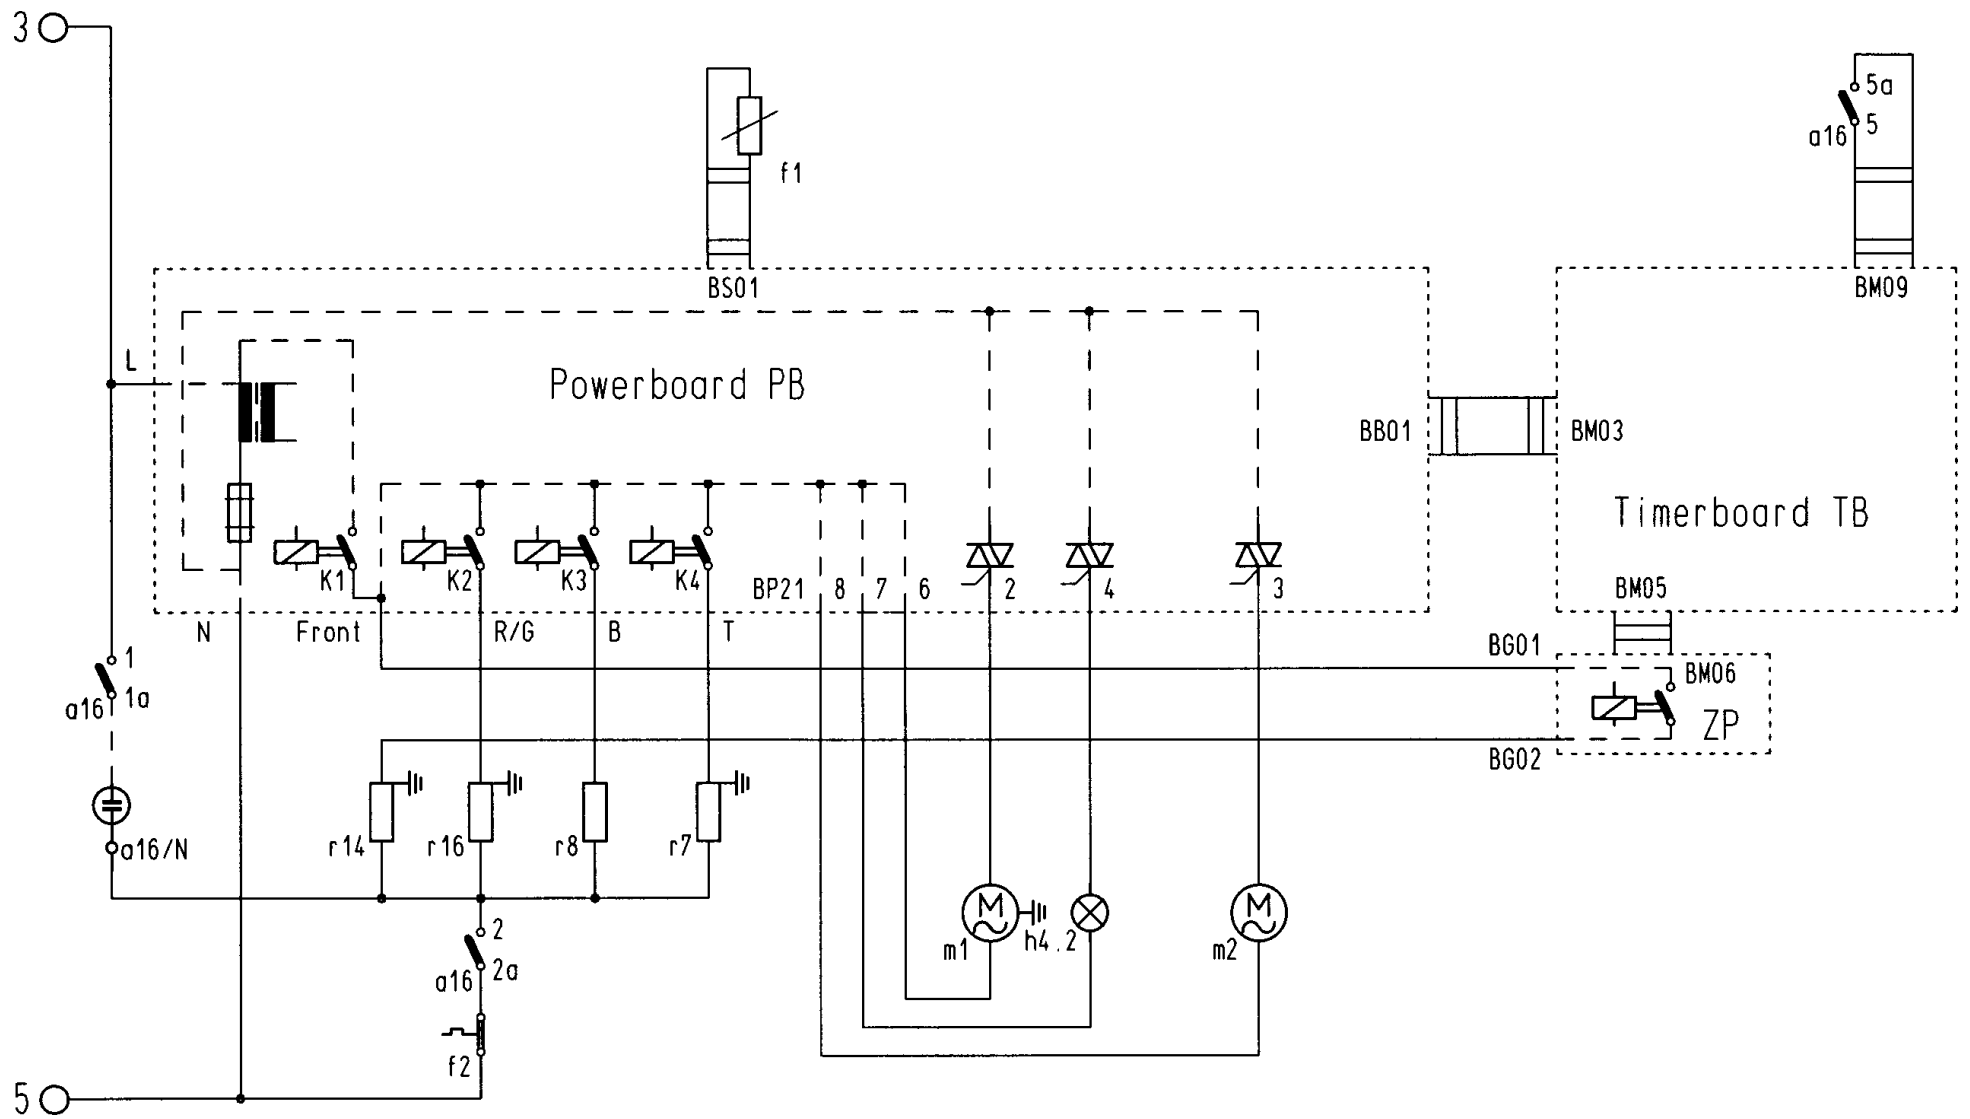 3
5a
5
a16
f1
BS01
BM09
L
Powerboard PB
BB01
BM03
Timerboard TB
K1
K2
K3
K4
BP21
8
7
6
2
4
3
BM05
N
Front
R/G
B
T
BG01
1
1a
a16
BM06
ZP
BG02
a16/N
r14
r16
r8
r7
2
2a
a16
m1
h4.2
m2
f2
5